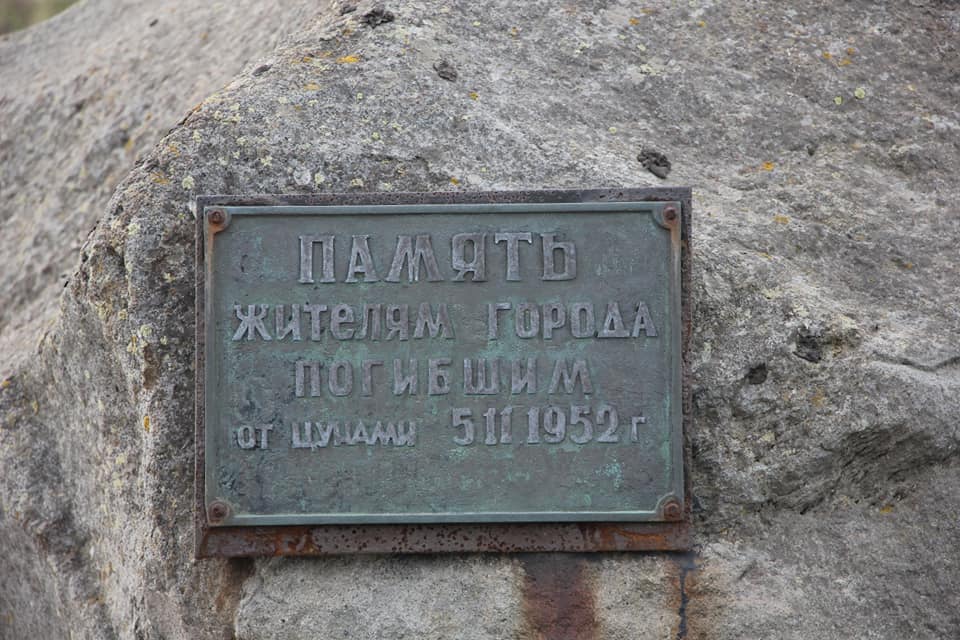 ПАМЯТЬ
ЖИТЕЛЯМ ГОРОДА
ПОГИБШИМ
ОТ ЦУНАМИ 5 11 1952 Г